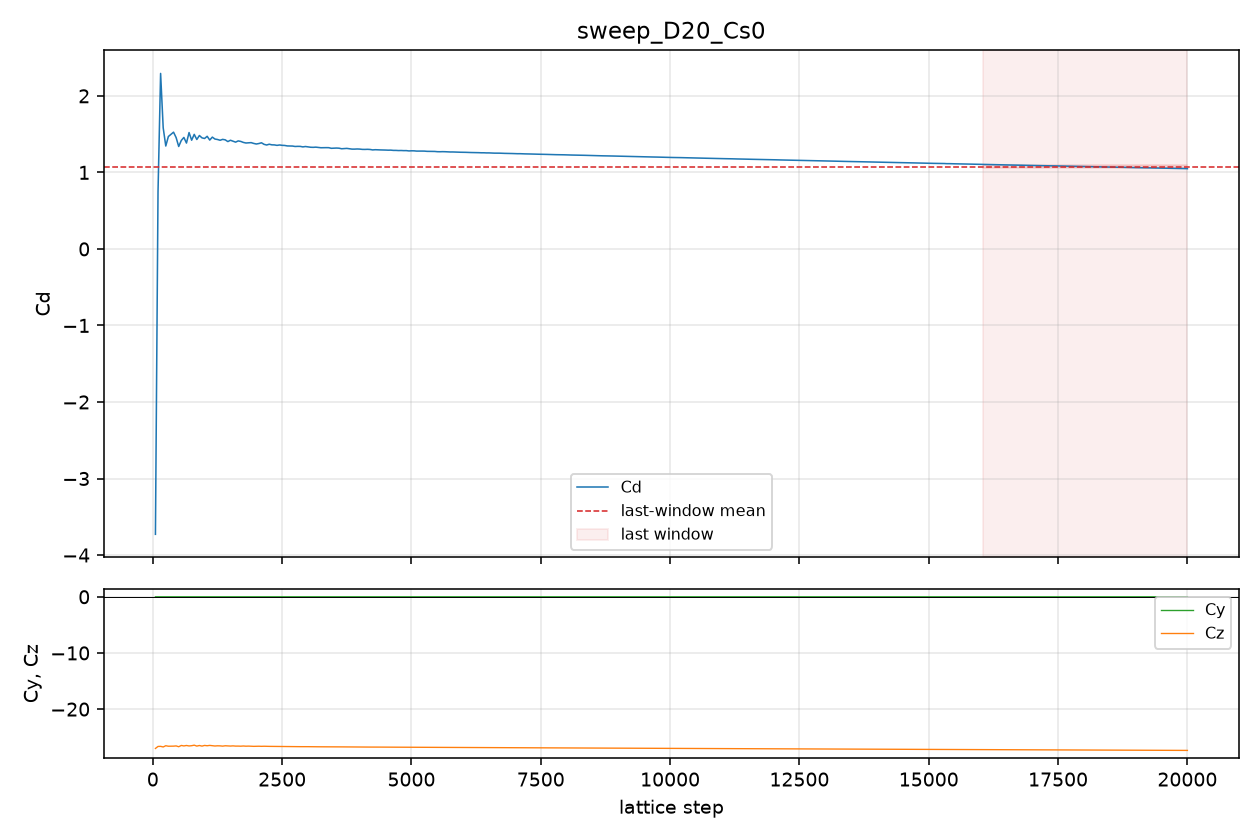 sweep_D20_Cs0
2
1
0
−1
−2
−3
−4
Cd
Cd
last-window mean
last window
0
−10
−20
Cy, Cz
Cy
Cz
0
2500
5000
7500
10000
12500
15000
17500
20000
lattice step